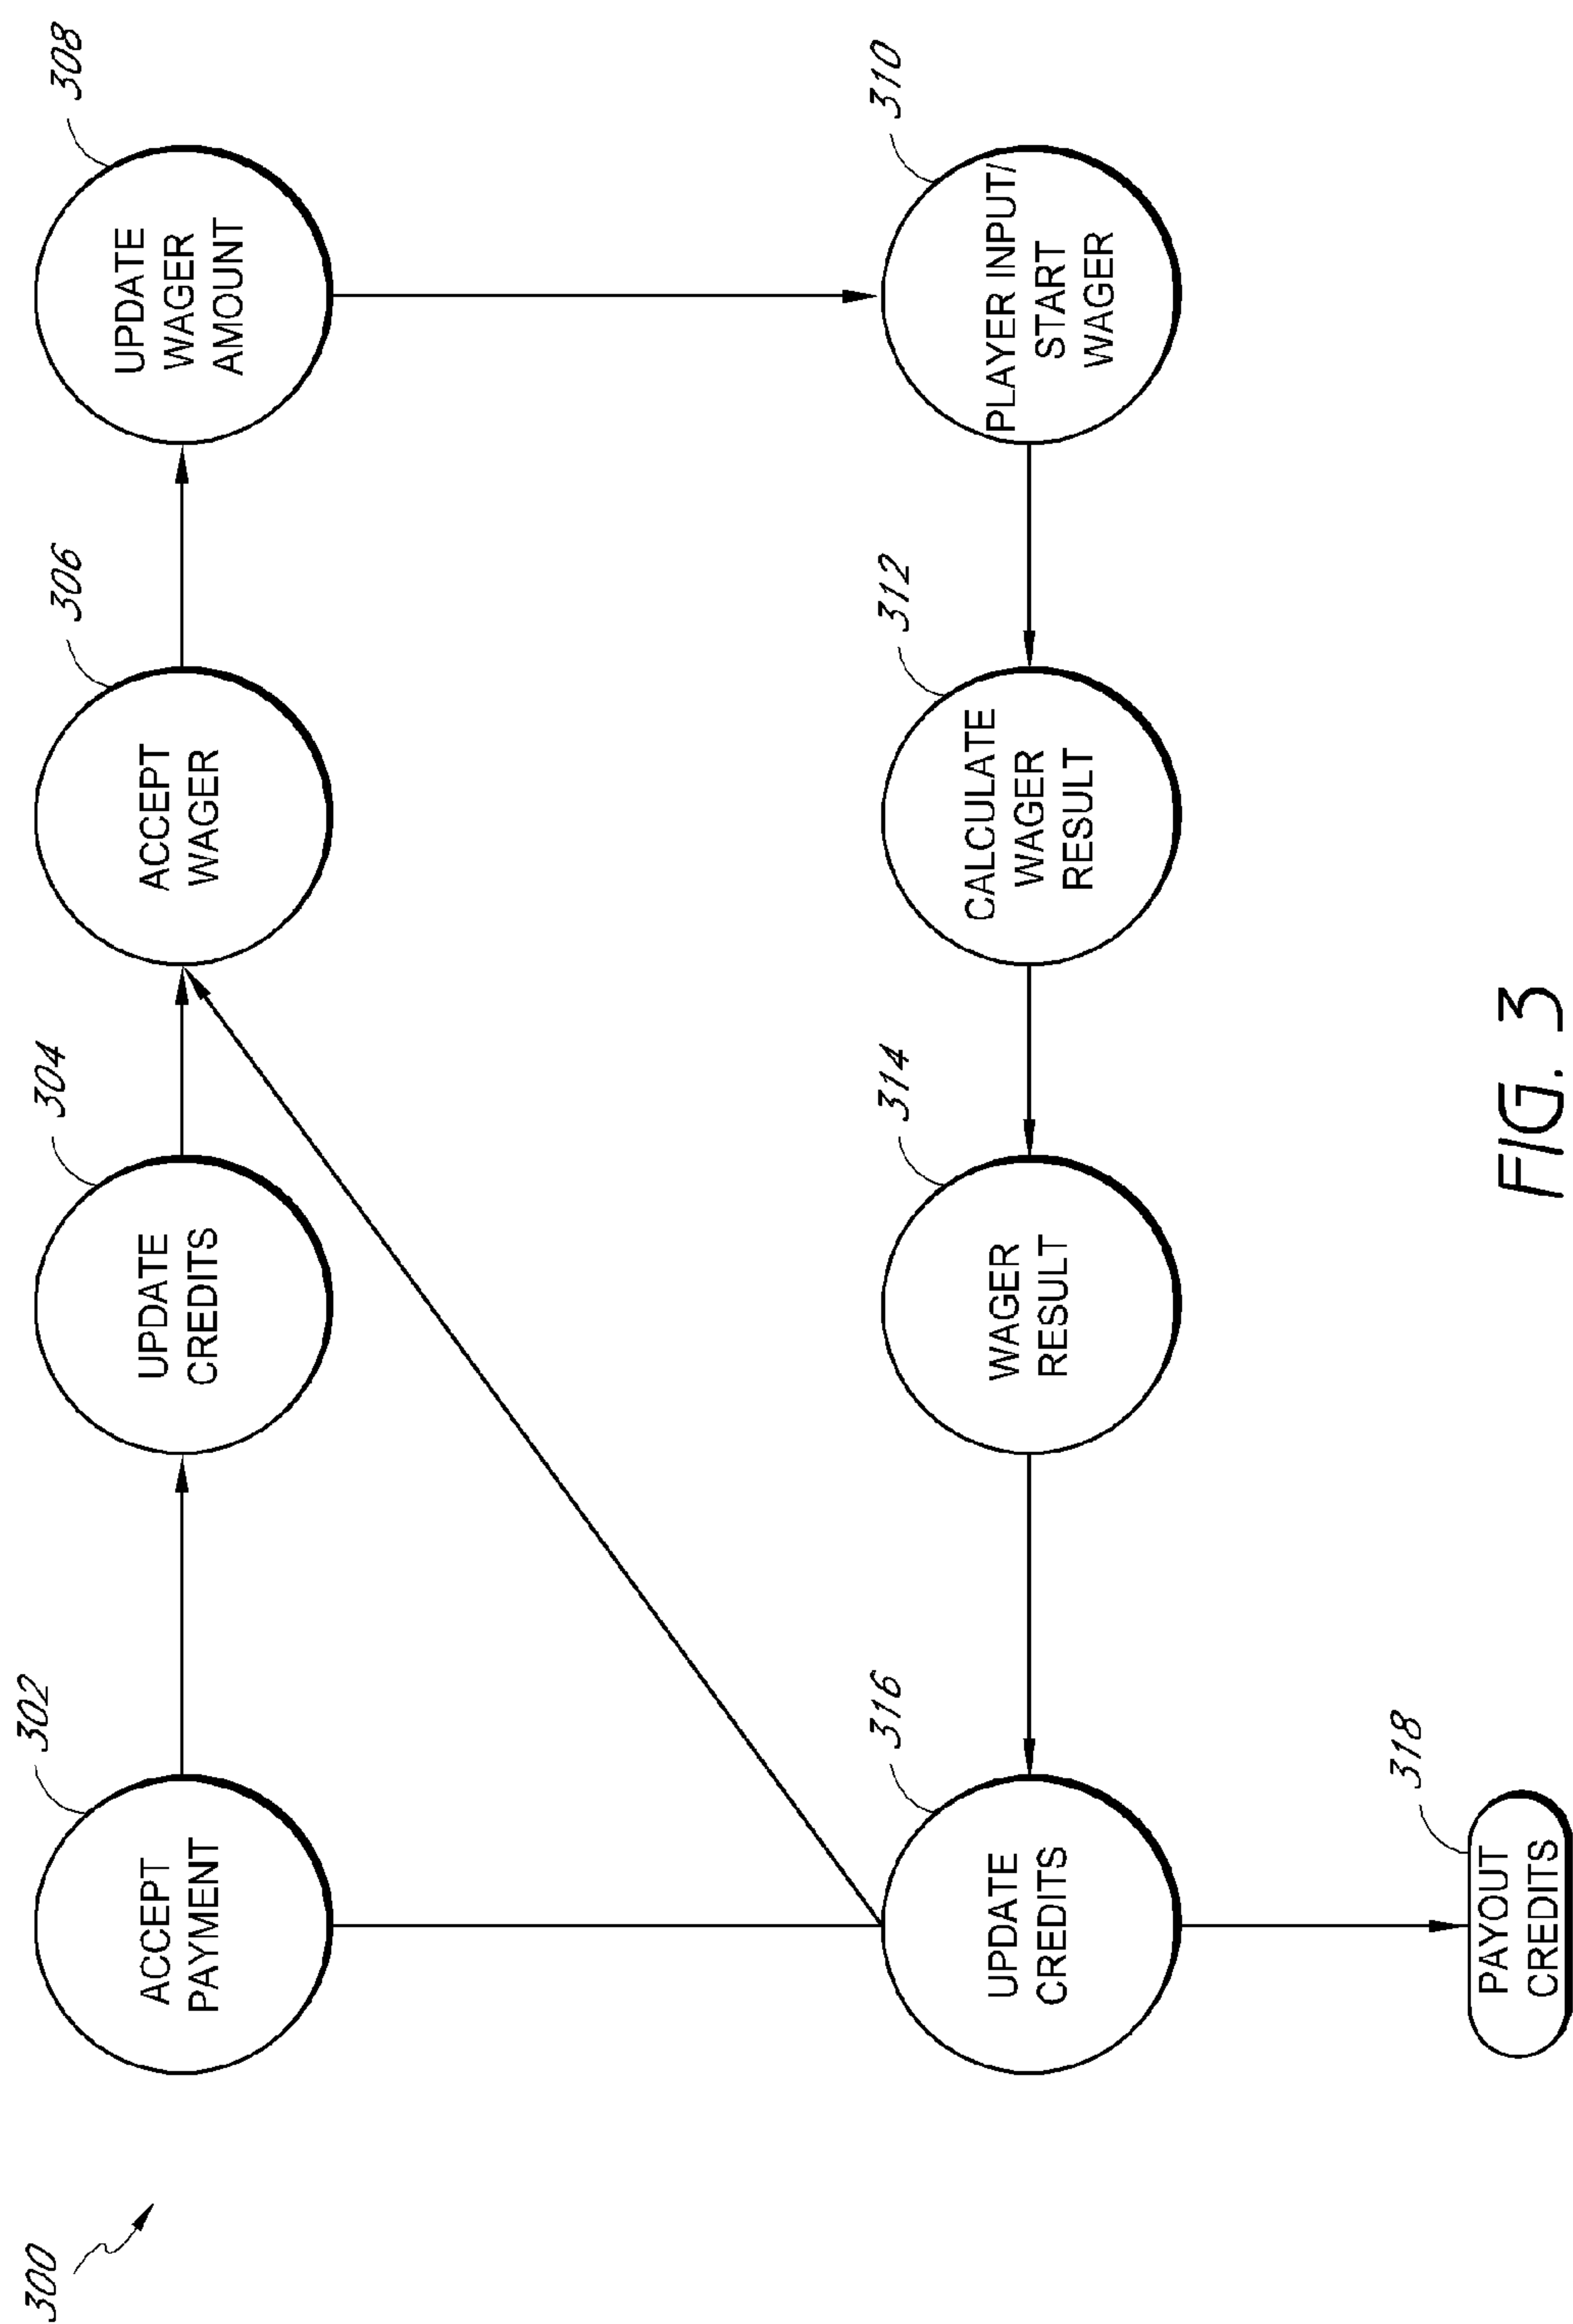 300
302
ACCEPT
PAYMENT
304
UPDATE
CREDITS
306
ACCEPT
WAGER
308
UPDATE
WAGER
AMOUNT
316
UPDATE
CREDITS
314
WAGER
RESULT
312
CALCULATE
WAGER
RESULT
310
PLAYER INPUT/
START
WAGER
318
PAYOUT
CREDITS
FIG. 3